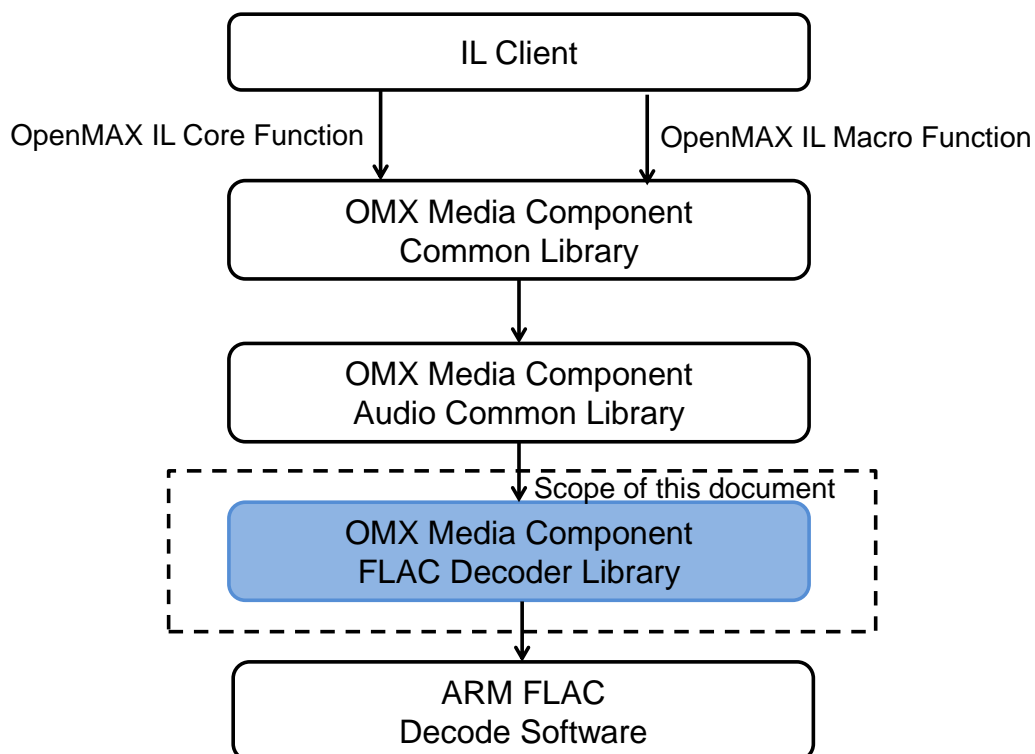 IL Client
OpenMAX IL Core Function
OpenMAX IL Macro Function
OMX Media Component
Common Library
OMX Media Component
Audio Common Library
Scope of this document
OMX Media Component
FLAC Decoder Library
ARM FLAC
Decode Software